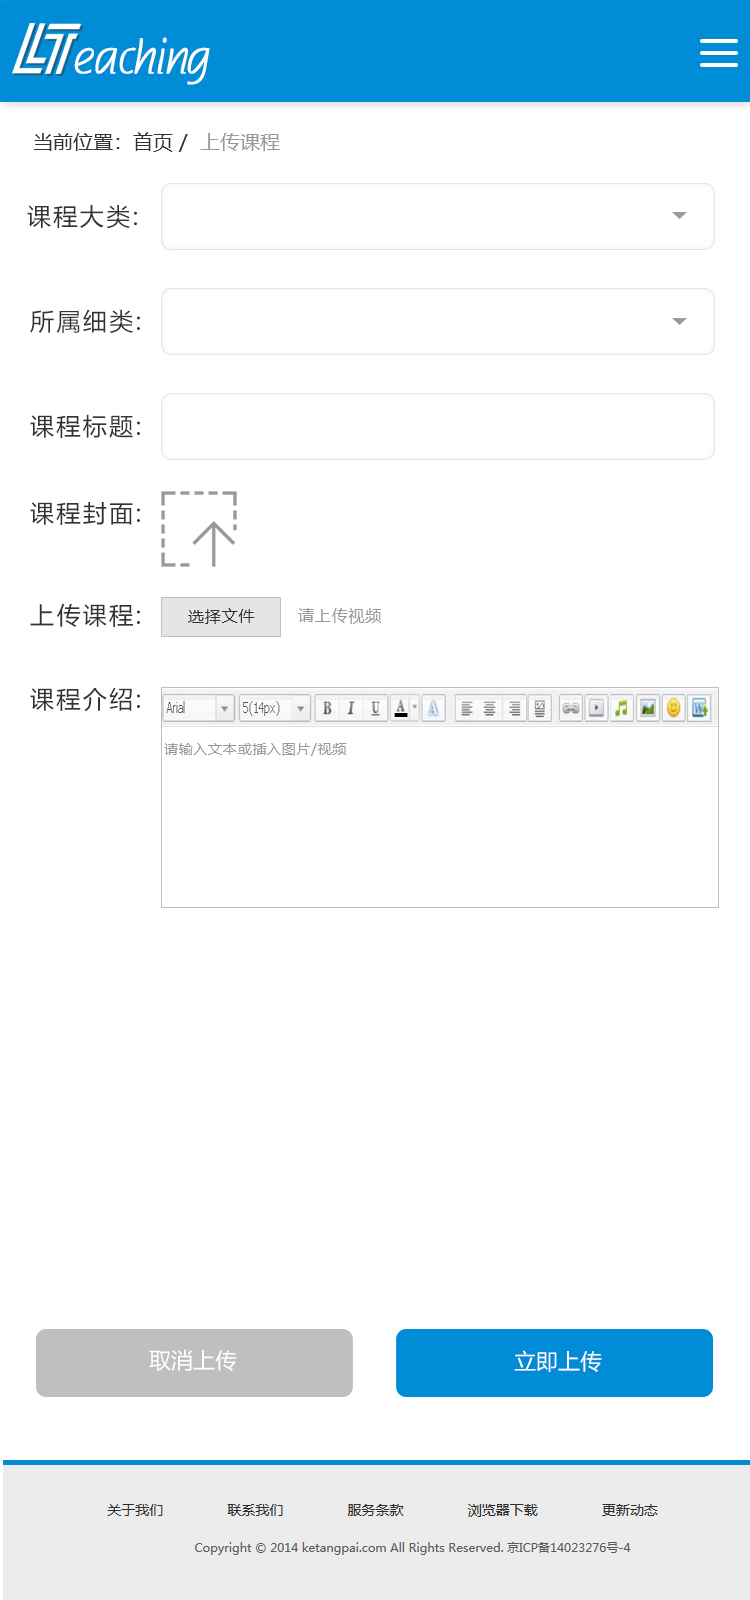 LLTeaching
当前位置：首页 / 上传课程
课程大类:
所属细类:
课程标题:
课程封面:
上传课程: 选择文件 请上传视频
课程介绍: Arial 5(14px) B I U A A W
请输入文本或插入图片/视频
取消上传 立即上传
关于我们 联系我们 服务条款 浏览器下载 更新动态
Copyright © 2014 ketangpai.com All Rights Reserved. 京ICP备14023276号-4